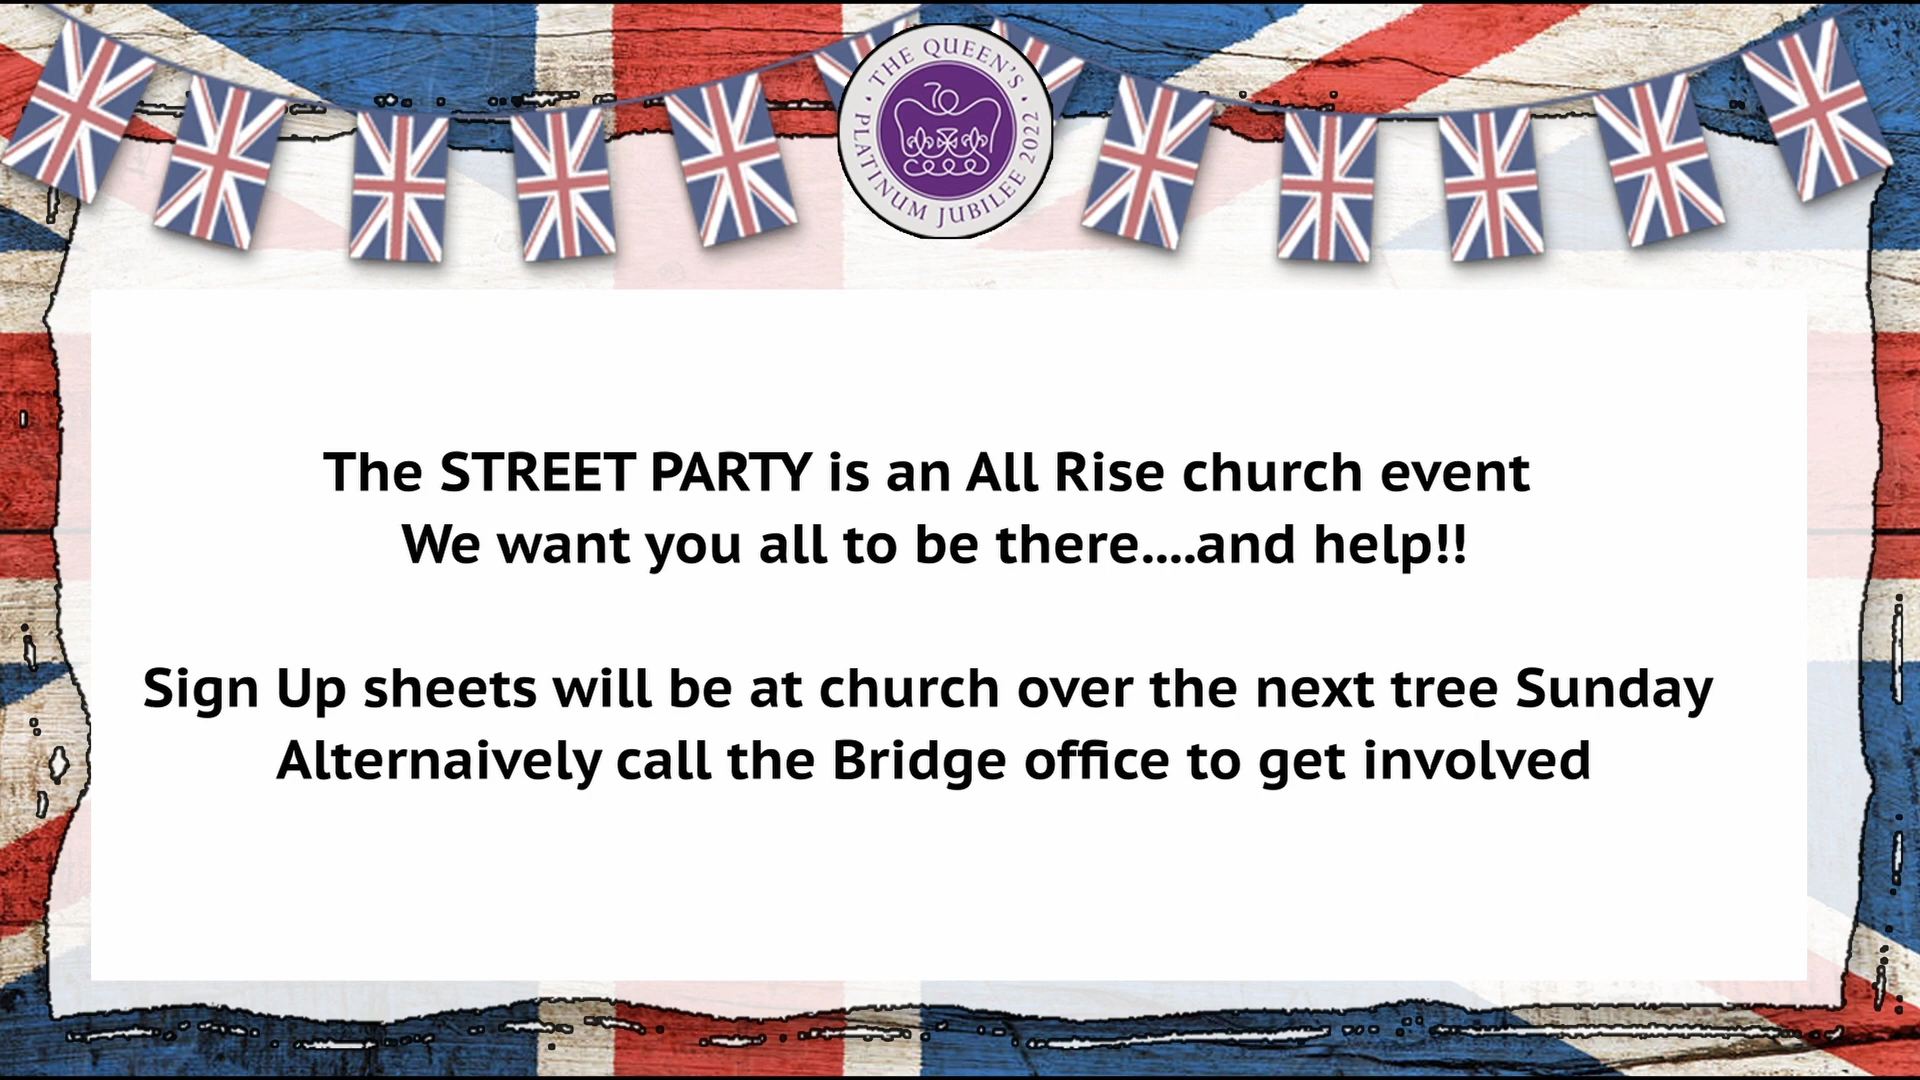 THE QUEEN'S
70
PLATINUM JUBILEE 2022
The STREET PARTY is an All Rise church event
We want you all to be there....and help!!
Sign Up sheets will be at church over the next tree Sunday
Alternaively call the Bridge office to get involved